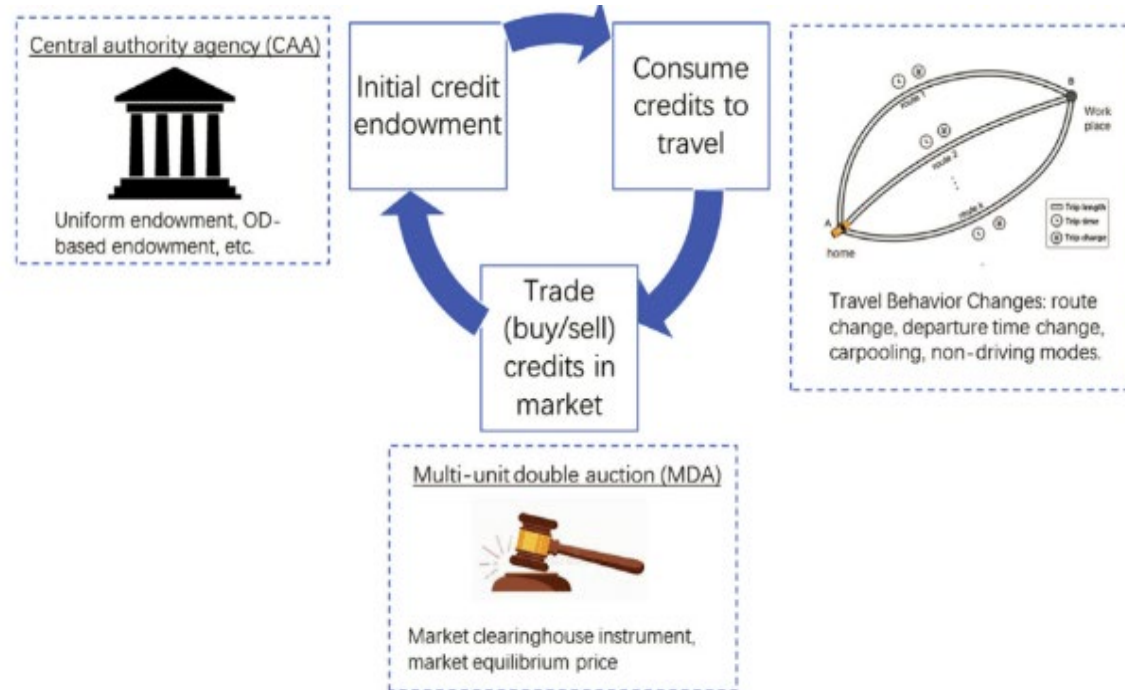 Central authority agency (CAA)
Uniform endowment, OD-
based endowment, etc.
Initial credit
endowment
Consume
credits to
travel
Trade
(buy/sell)
credits in
market
route 1
route 2
route k
A
home
B
Work
place
Trip length
Trip time
Trip charge
Travel Behavior Changes: route
change, departure time change,
carpooling, non-driving modes.
Multi-unit double auction (MDA)
Market clearinghouse instrument,
market equilibrium price